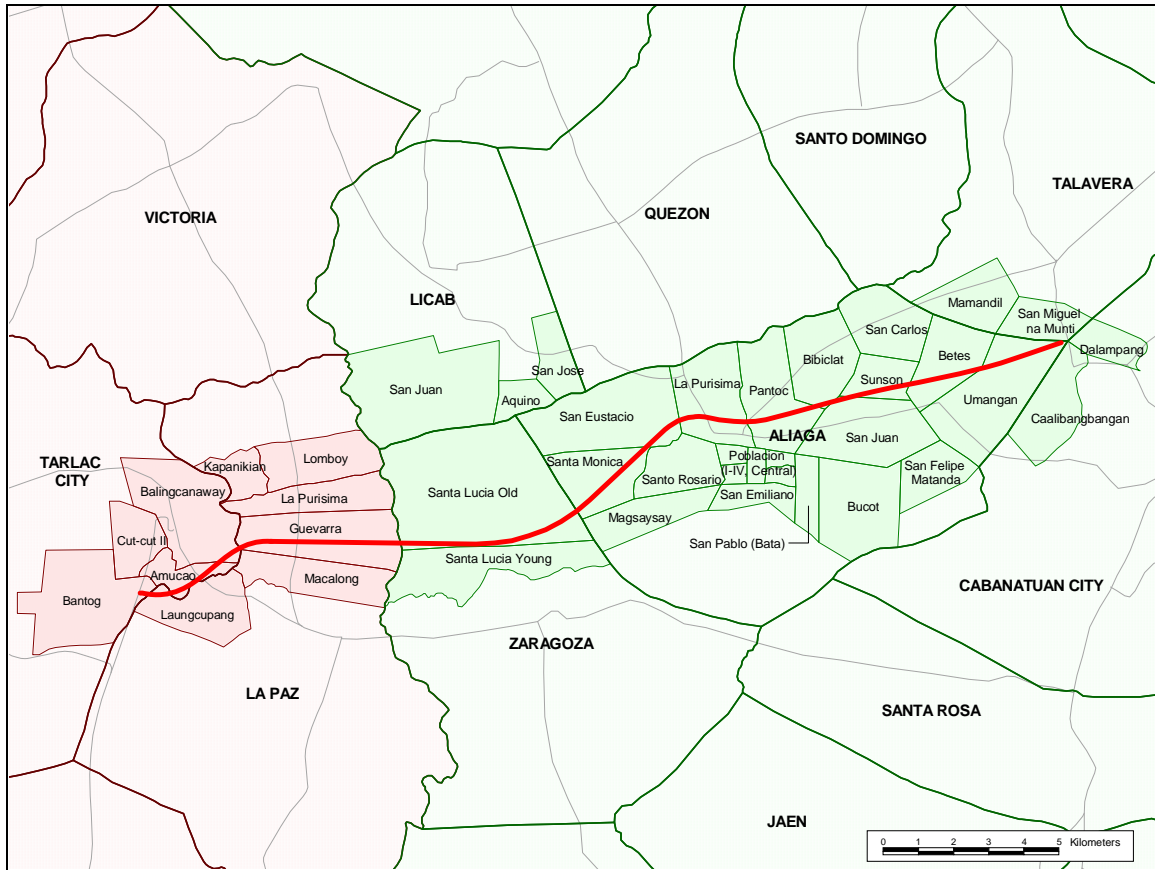 SANTO DOMINGO
TALAVERA
VICTORIA
QUEZON
LICAB
Mamandil
San Miguel
na Munti
San Carlos
Dalampang
Betes
Bibiclat
San Jose
La Purisima
Sunson
San Juan
Pantoc
Aquino
Umangan
San Eustacio
Caalibangbangan
ALIAGA
San Juan
TARLAC
CITY
Lomboy
Kapanikian
Poblacion
(I-IV, Central)
Santa Monica
San Felipe
Matanda
Balingcanaway
Santo Rosario
La Purisima
Santa Lucia Old
San Emiliano
Bucot
Magsaysay
Guevarra
Cut-cut II
San Pablo (Bata)
Santa Lucia Young
Amucao
Macalong
CABANATUAN CITY
Bantog
Laungcupang
ZARAGOZA
LA PAZ
SANTA ROSA
JAEN
0 1 2 3 4 5 Kilometers